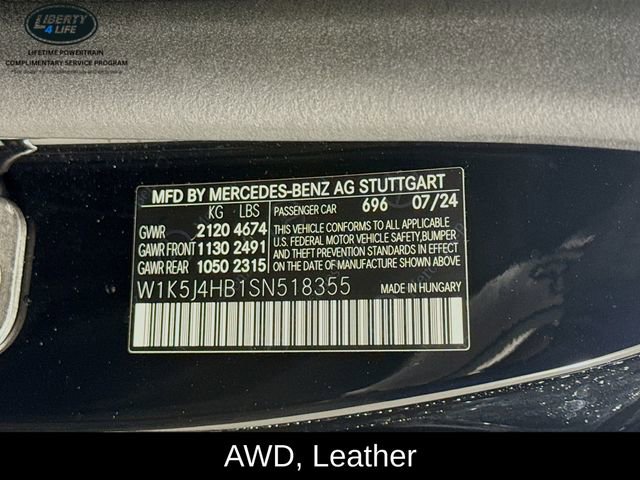 LIBERTY
4 LIFE
LIFETIME POWERTRAIN
COMPLIMENTARY SERVICE PROGRAM
MFD BY MERCEDES-BENZ AG STUTTGART
KG LBS PASSENGER CAR 696 07/24
GVWR 2120 4674
GAWR FRONT 1130 2491
GAWR REAR 1050 2315
THIS VEHICLE CONFORMS TO ALL APPLICABLE
U.S. FEDERAL MOTOR VEHICLE SAFETY,BUMPER
AND THEFT PREVENTION STANDARDS IN EFFECT
ON THE DATE OF MANUFACTURE SHOWN ABOVE.
W1K5J4HB1SN518355 MADE IN HUNGARY
AWD, Leather